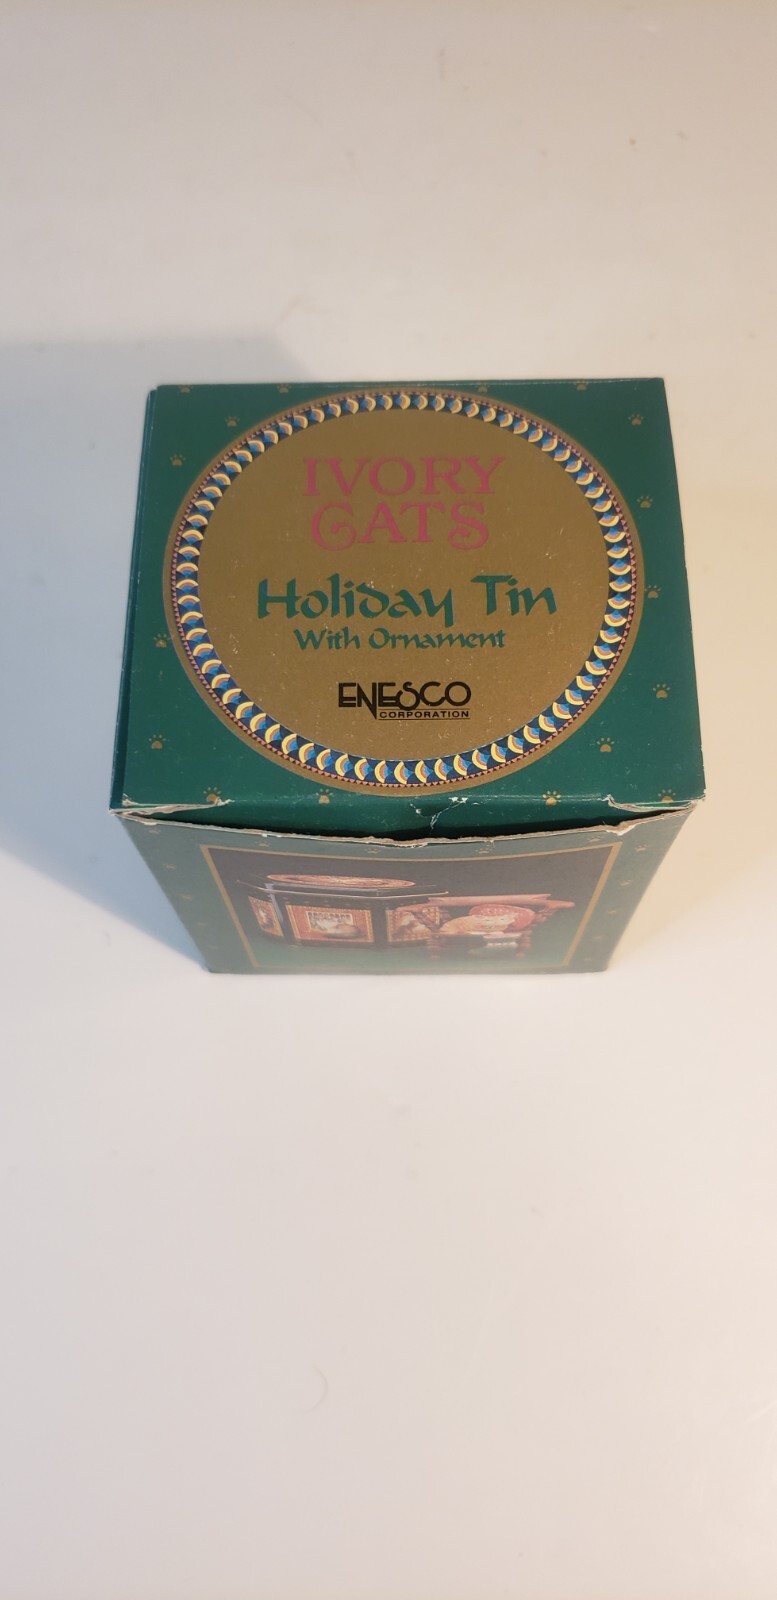 IVORY
CATS
Holiday Tin
With Ornament
ENESCO
CORPORATION